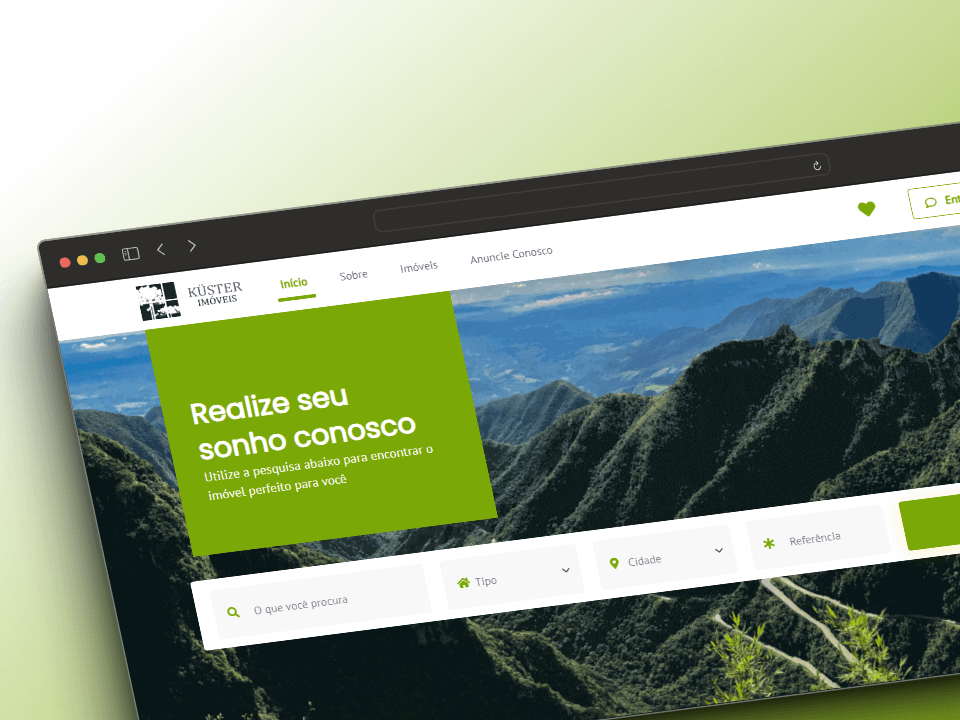 KÜSTER
IMÓVEIS
Início
Sobre
Imóveis
Anuncie Conosco
Realize seu
sonho conosco
Utilize a pesquisa abaixo para encontrar o
imóvel perfeito para você
O que você procura
Tipo
Cidade
Referência